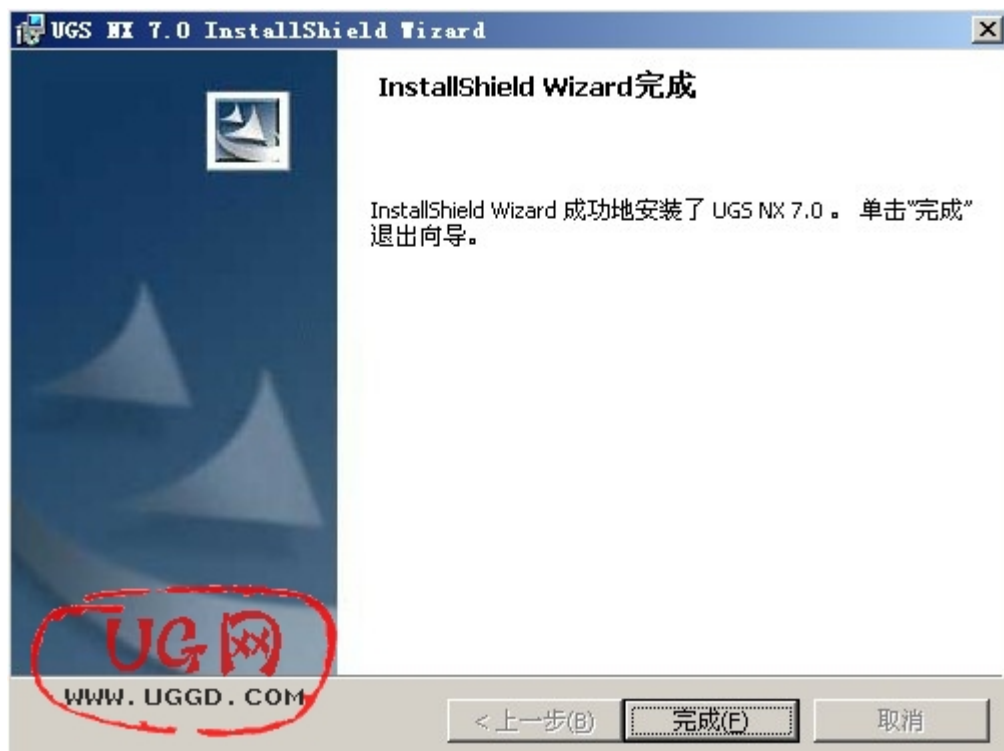 UGS NX 7.0 InstallShield Wizard
InstallShield Wizard完成
InstallShield Wizard 成功地安装了 UGS NX 7.0 。 单击“完成”
退出向导。
UG网
WWW.UGGD.COM
<上一步(B)
完成(F)
取消